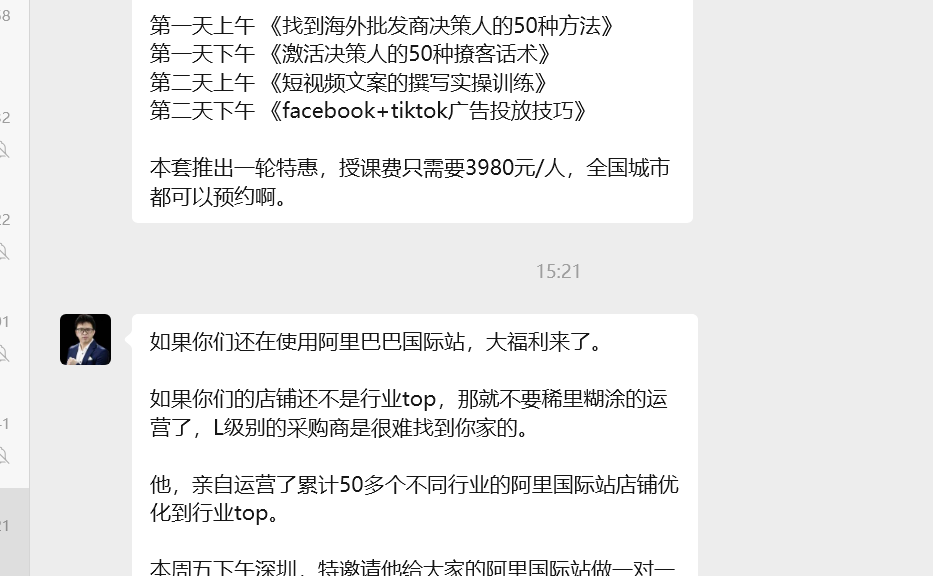 第一天上午 《找到海外批发商决策人的50种方法》
第一天下午 《激活决策人的50种撩客话术》
第二天上午 《短视频文案的撰写实操训练》
第二天下午 《facebook+tiktok广告投放技巧》
本套推出一轮特惠，授课费只需要3980元/人，全国城市
都可以预约啊。
15:21
如果你们还在使用阿里巴巴国际站，大福利来了。
如果你们的店铺还不是行业top，那就不要稀里糊涂的运
营了，L级别的采购商是很难找到你家的。
他，亲自运营了累计50多个不同行业的阿里国际站店铺优
化到行业top。
本周五下午深圳，特邀请他给大家的阿里国际站做一对一